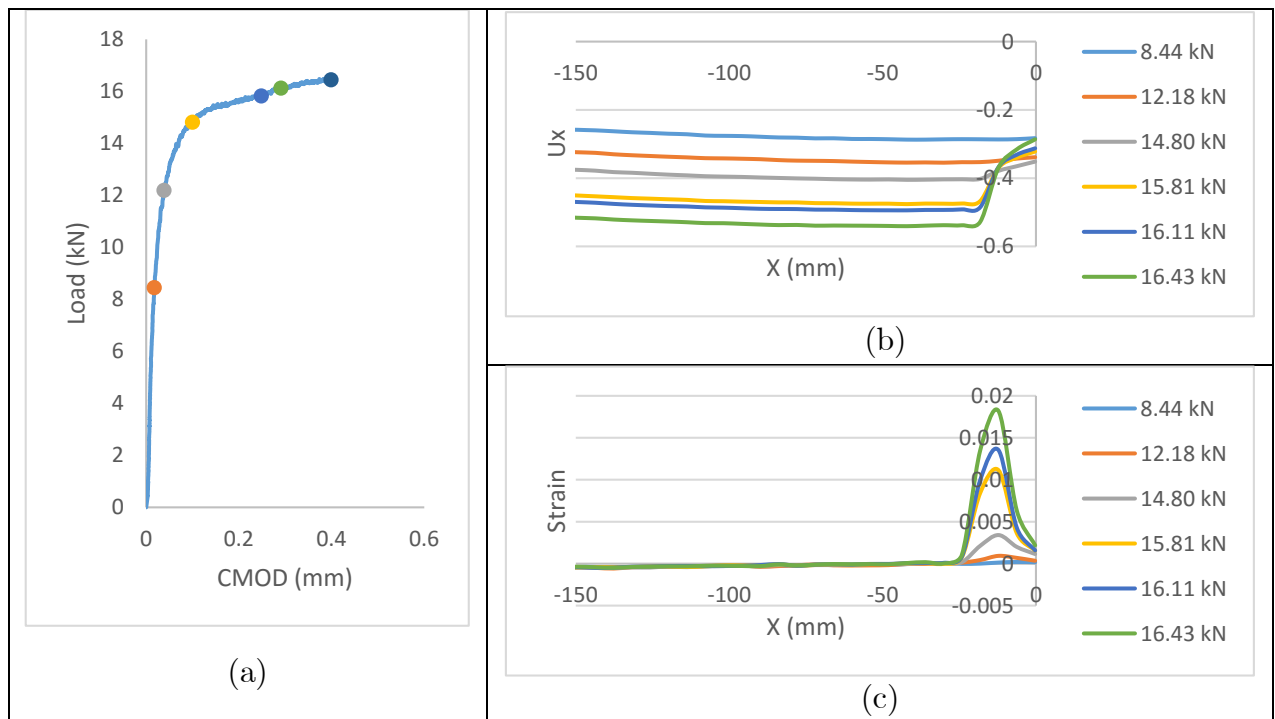 18
16
14
12
10
8
6
4
2
0
0 0.2 0.4 0.6
Load (kN)
CMOD (mm)
(a)
0
-150 -100 -50 0
-0.2
-0.4
-0.6
Ux
X (mm)
8.44 kN
12.18 kN
14.80 kN
15.81 kN
16.11 kN
16.43 kN
(b)
0.02
0.015
0.01
0.005
0
-0.005
-150 -100 -50 0
Strain
X (mm)
8.44 kN
12.18 kN
14.80 kN
15.81 kN
16.11 kN
16.43 kN
(c)